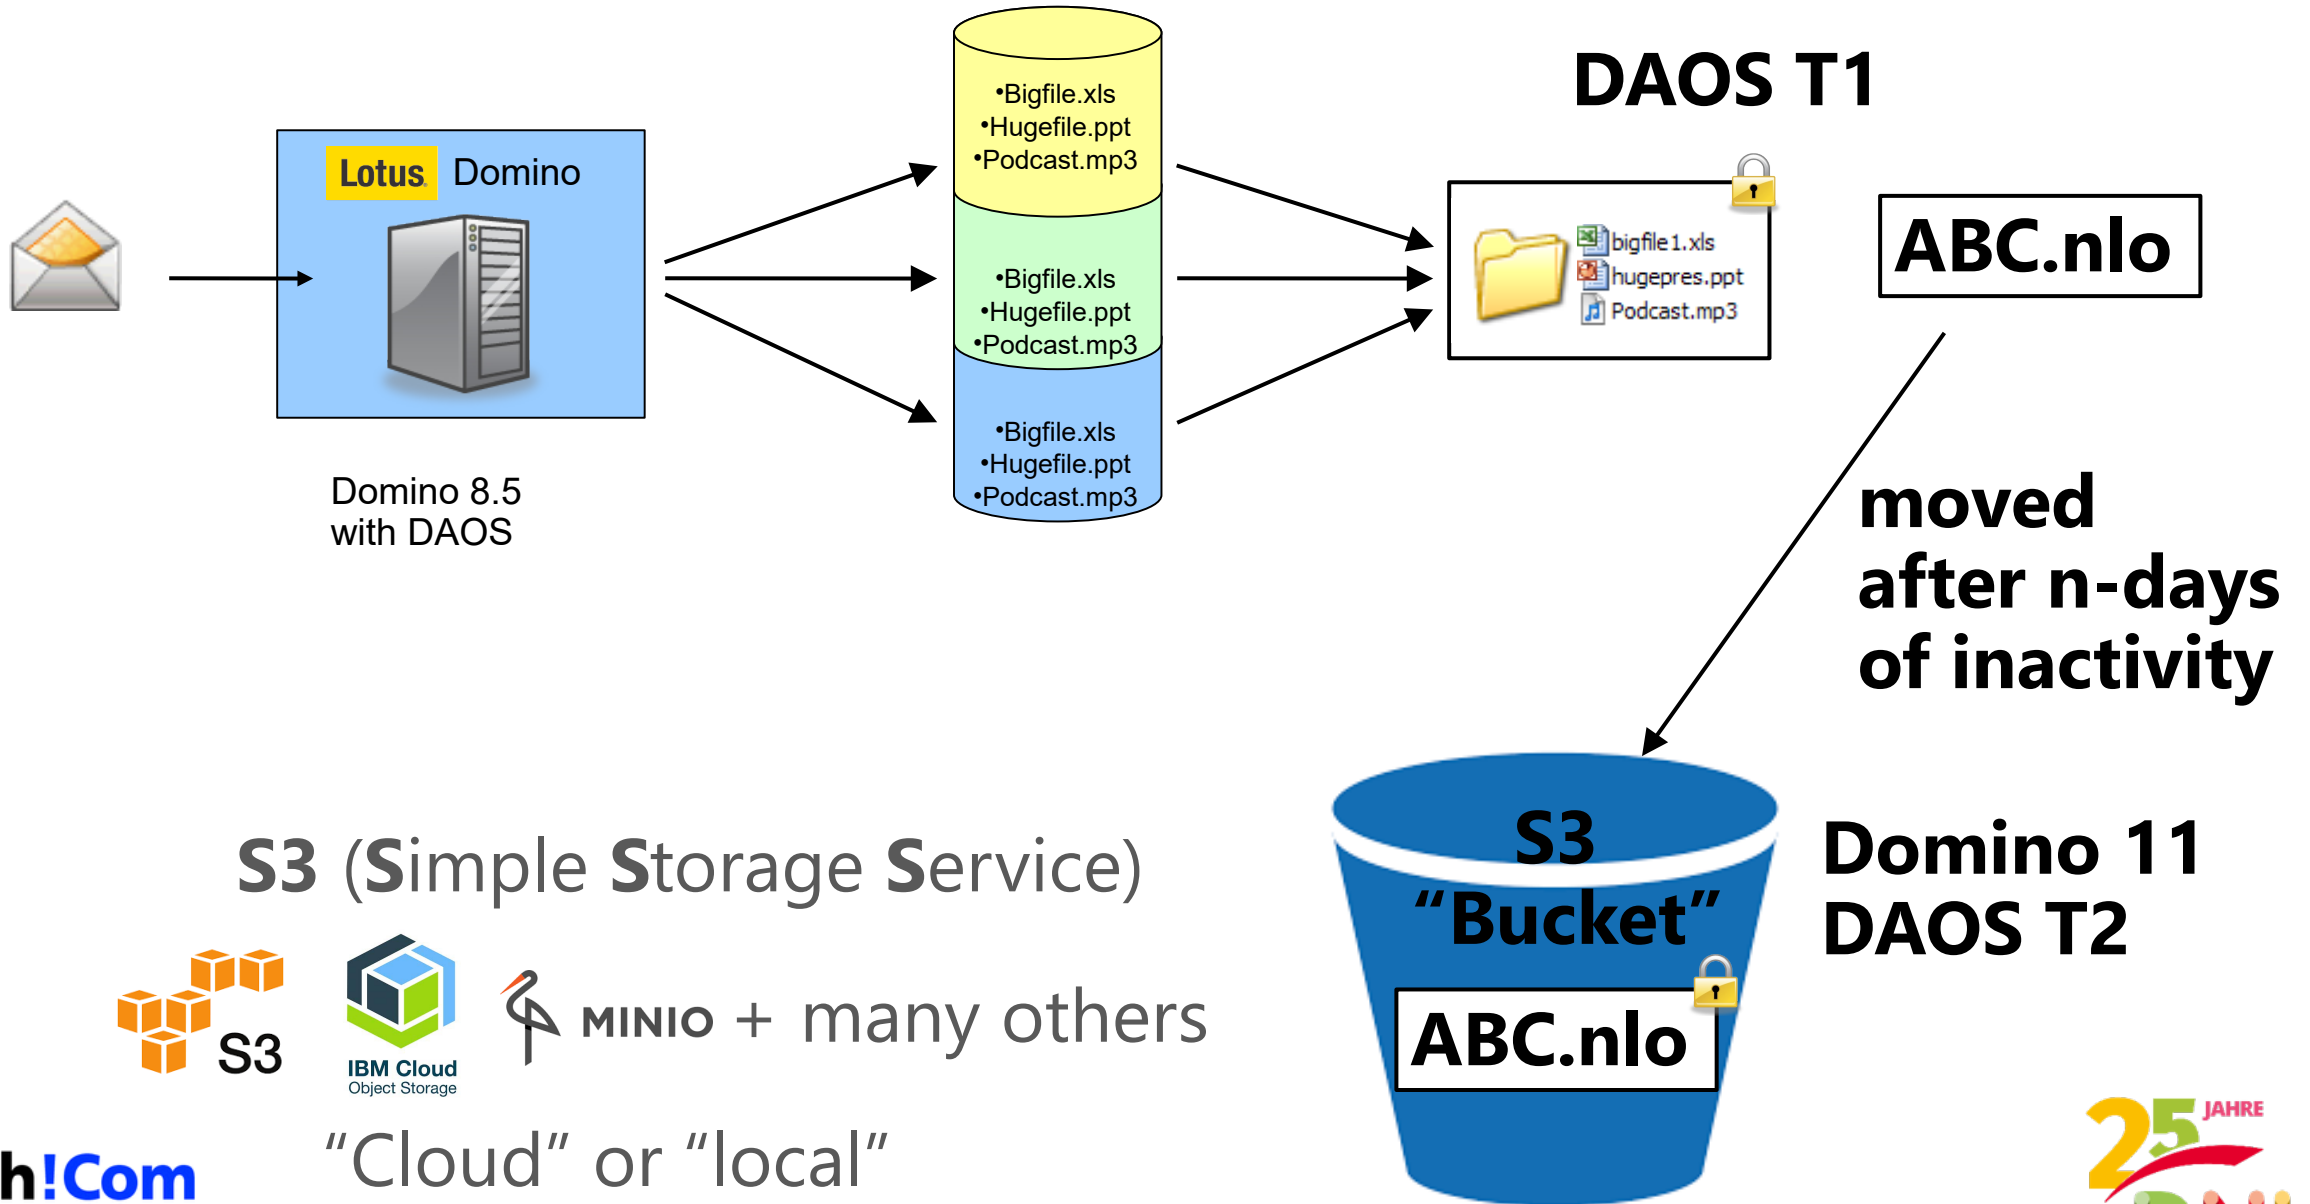 Lotus Domino
Domino 8.5
with DAOS
•Bigfile.xls
•Hugefile.ppt
•Podcast.mp3
•Bigfile.xls
•Hugefile.ppt
•Podcast.mp3
•Bigfile.xls
•Hugefile.ppt
•Podcast.mp3
DAOS T1
bigfile1.xls
hugepres.ppt
Podcast.mp3
ABC.nlo
moved
after n-days
of inactivity
S3
“Bucket”
ABC.nlo
Domino 11
DAOS T2
S3 (Simple Storage Service)
S3
IBM Cloud
Object Storage
MINIO + many others
“Cloud” or “local”
h!Com
25 JAHRE